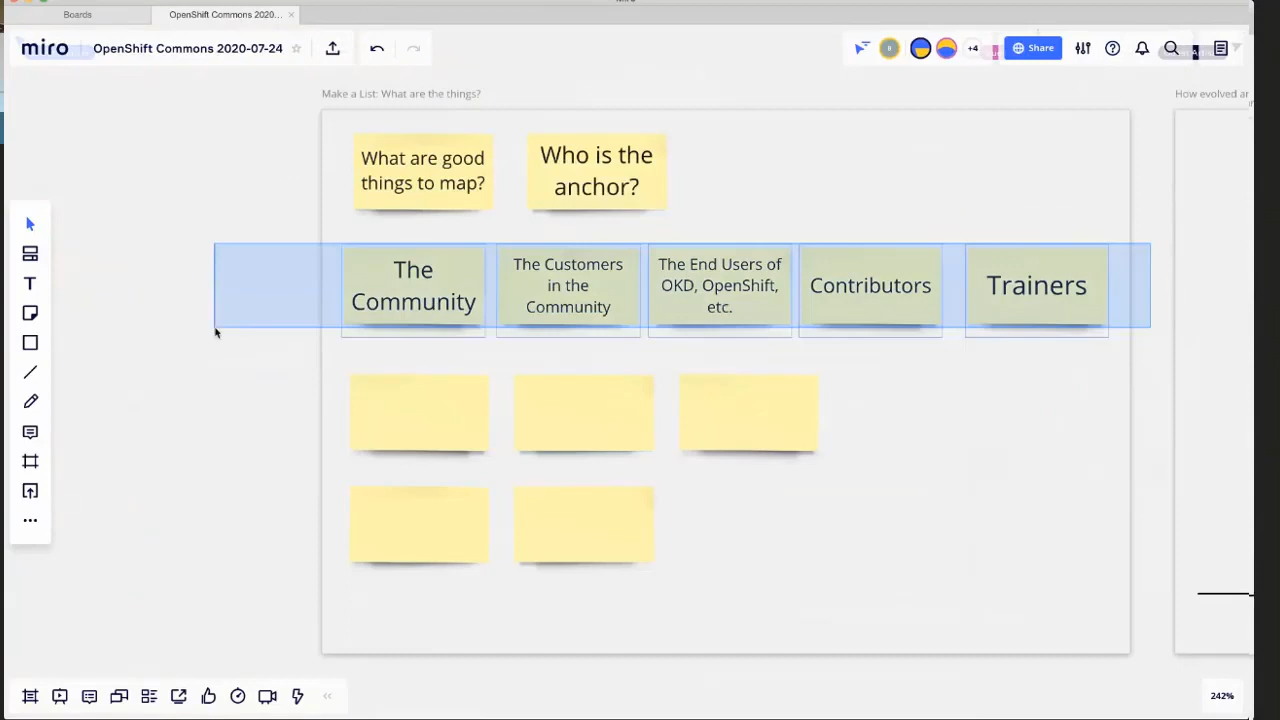 Boards
OpenShift Commons 2020...
miro
OpenShift Commons 2020-07-24
+4
Share
Make a List: What are the things?
How evolved ar
What are good
things to map?
Who is the
anchor?
The
Community
The Customers
in the
Community
The End Users of
OKD, OpenShift,
etc.
Contributors
Trainers
242%